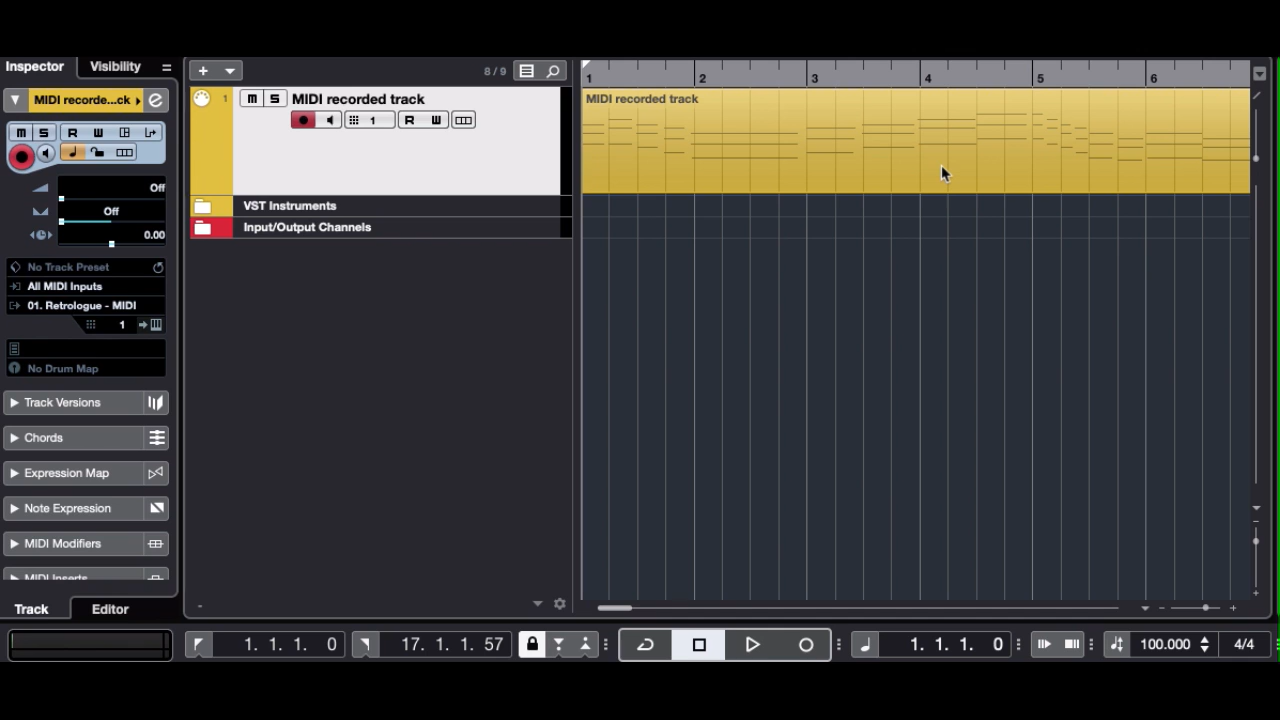 Inspector Visibility
8/9
1 2 3 4 5 6
MIDI recorde...ck
1 m S MIDI recorded track
MIDI recorded track
m S R W
1 R W
Off
Off
0.00
VST Instruments
Input/Output Channels
No Track Preset
All MIDI Inputs
01. Retrologue - MIDI
1
No Drum Map
Track Versions
Chords
Expression Map
Note Expression
MIDI Modifiers
MIDI Inserts
Track Editor
1. 1. 1. 0 17. 1. 1. 57 1. 1. 1. 0 100.000 4/4